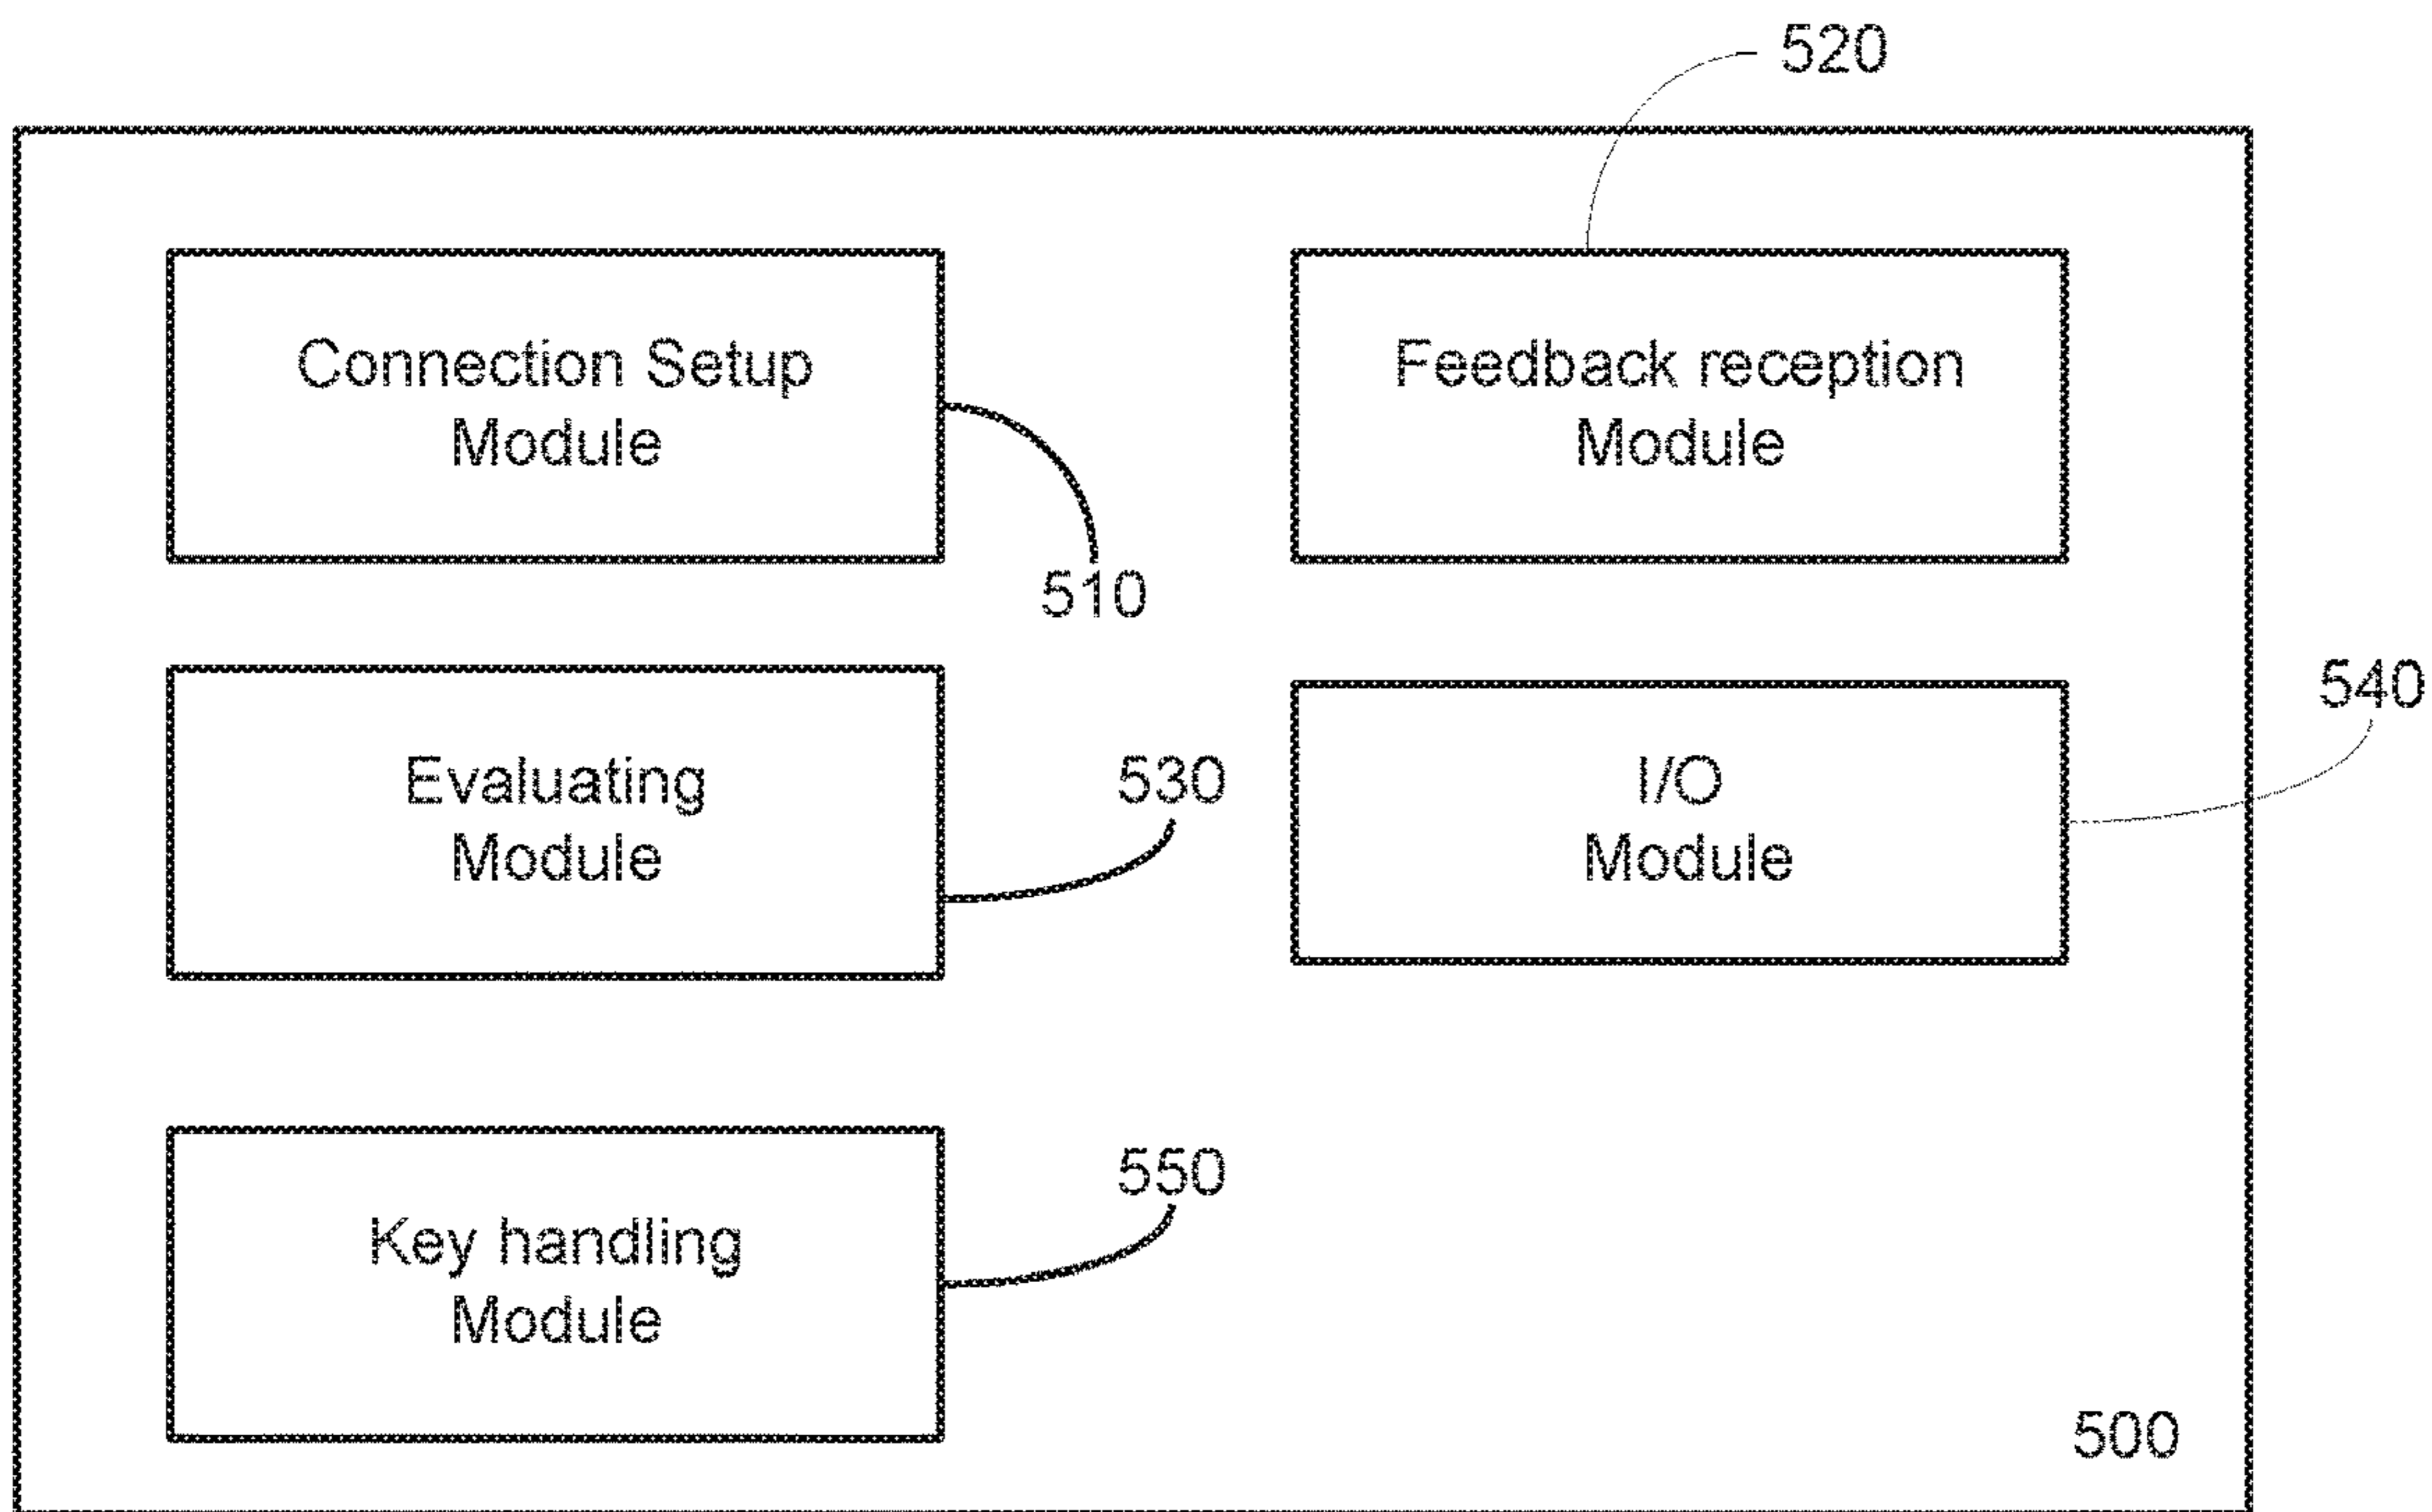 520
Connection Setup
Module
Feedback reception
Module
510
540
Evaluating
Module
530
I/O
Module
550
Key handling
Module
500